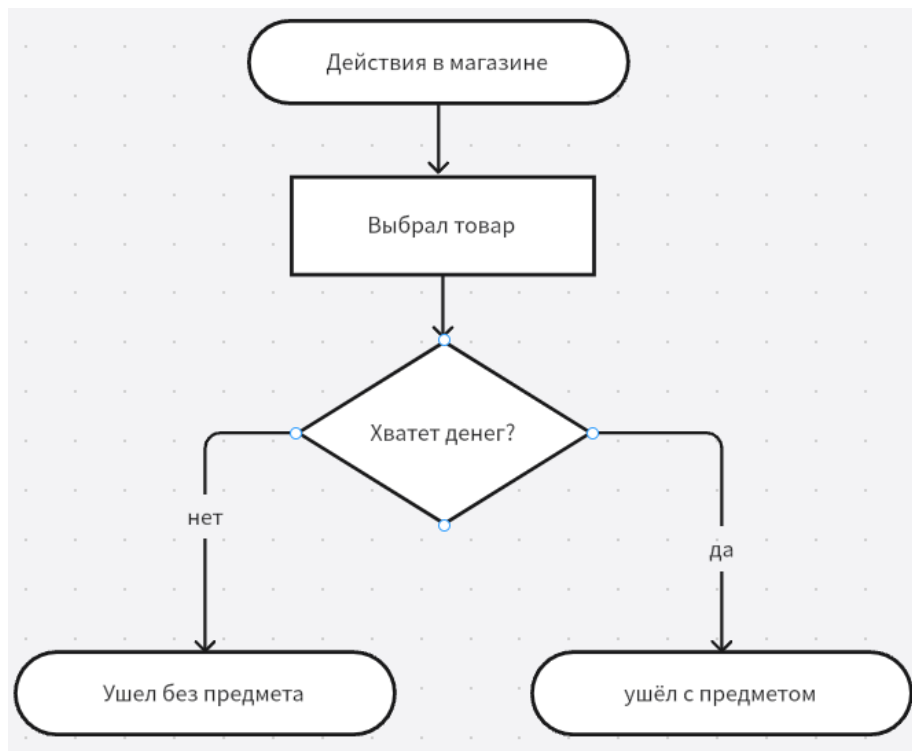 Действия в магазине
Выбрал товар
Хватет денег?
нет
да
Ушел без предмета
ушёл с предметом